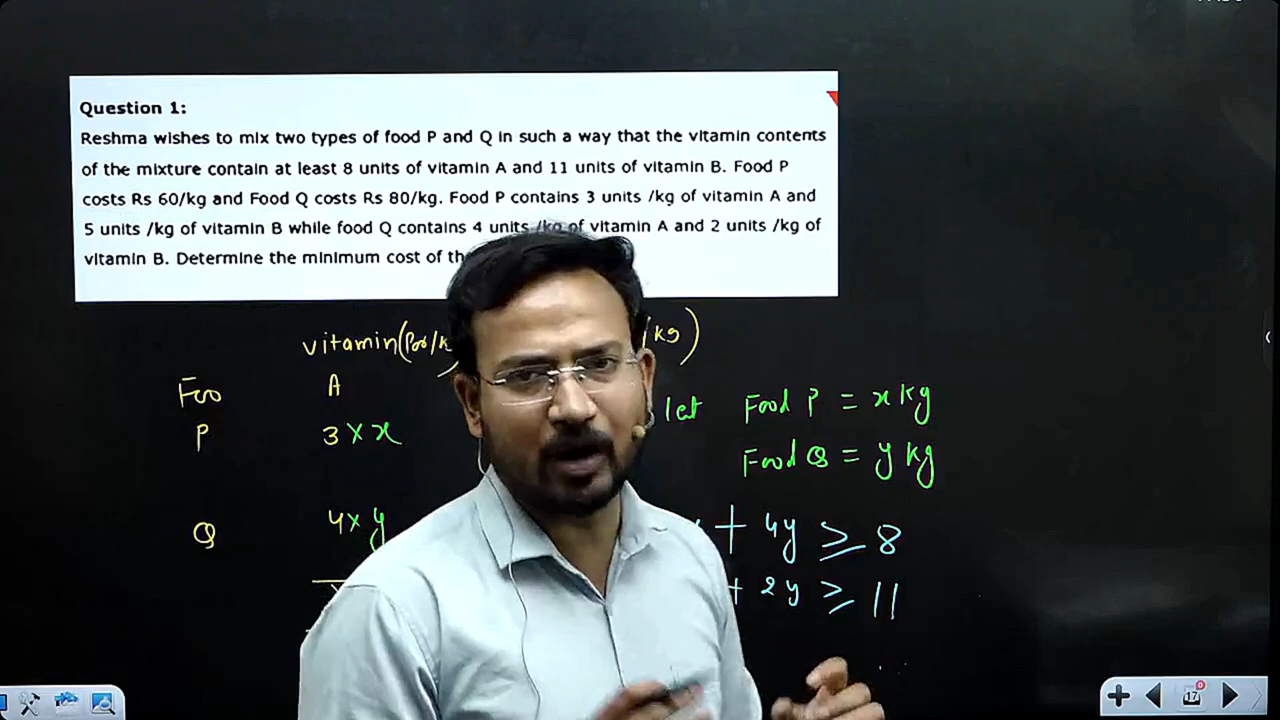 Question 1:
Reshma wishes to mix two types of food P and Q in such a way that the vitamin contents
of the mixture contain at least 8 units of vitamin A and 11 units of vitamin B. Food P
costs Rs 60/kg and Food Q costs Rs 80/kg. Food P contains 3 units /kg of vitamin A and
5 units /kg of vitamin B while food Q contains 4 units /kg of vitamin A and 2 units /kg of
vitamin B. Determine the minimum cost of
vitamin /kg)
Foo A let Food P = x kg
P 3 × x
Food Q = y kg
Q 4 × y + 4y ≥ 8
+ 2y ≥ 11
17